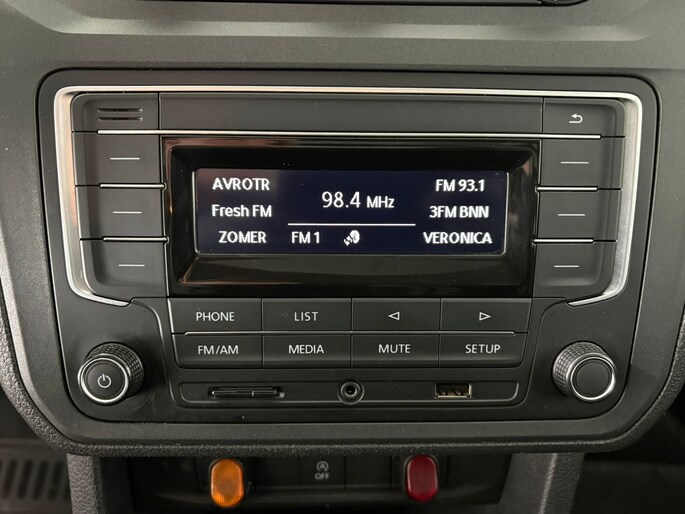 AVROTR
Fresh FM
ZOMER
98.4 MHz
FM 1
FM 93.1
3FM BNN
VERONICA
PHONE LIST
FM/AM MEDIA MUTE SETUP
OFF